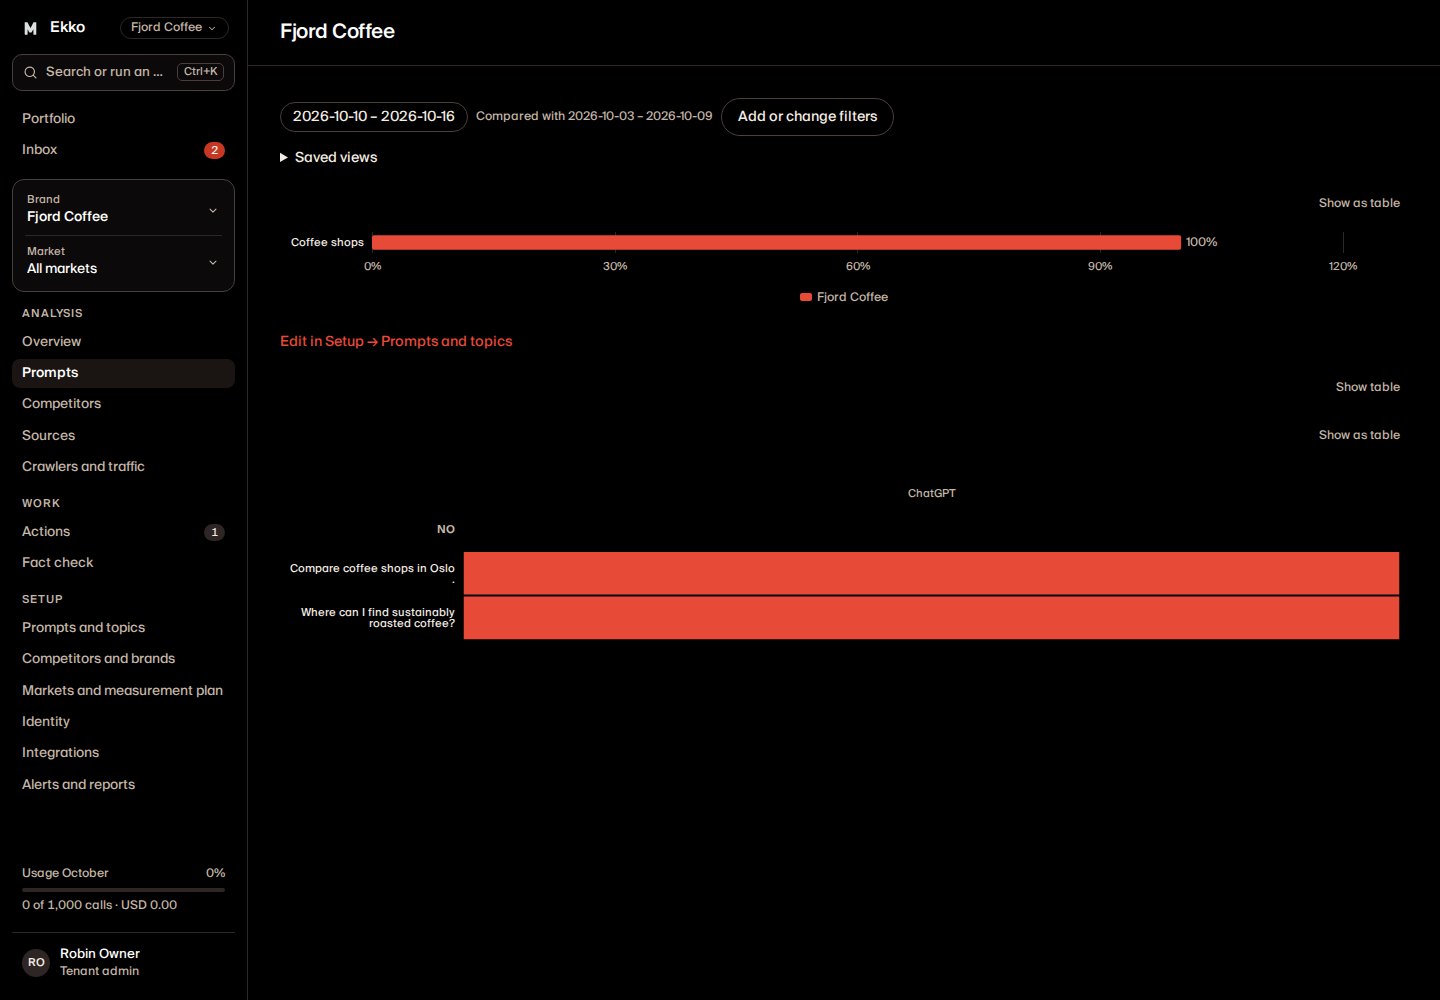 Ekko
Fjord Coffee
Search or run an ...
Ctrl+K
Portfolio
Inbox
2
Brand
Fjord Coffee
Market
All markets
ANALYSIS
Overview
Prompts
Competitors
Sources
Crawlers and traffic
WORK
Actions
1
Fact check
SETUP
Prompts and topics
Competitors and brands
Markets and measurement plan
Identity
Integrations
Alerts and reports
Usage October
0%
0 of 1,000 calls · USD 0.00
RO
Robin Owner
Tenant admin
Fjord Coffee
2026-10-10 – 2026-10-16
Compared with 2026-10-03 – 2026-10-09
Add or change filters
Saved views
Show as table
Coffee shops
100%
0%
30%
60%
90%
120%
Fjord Coffee
Edit in Setup → Prompts and topics
Show table
Show as table
ChatGPT
NO
Compare coffee shops in Oslo
.
Where can I find sustainably
roasted coffee?